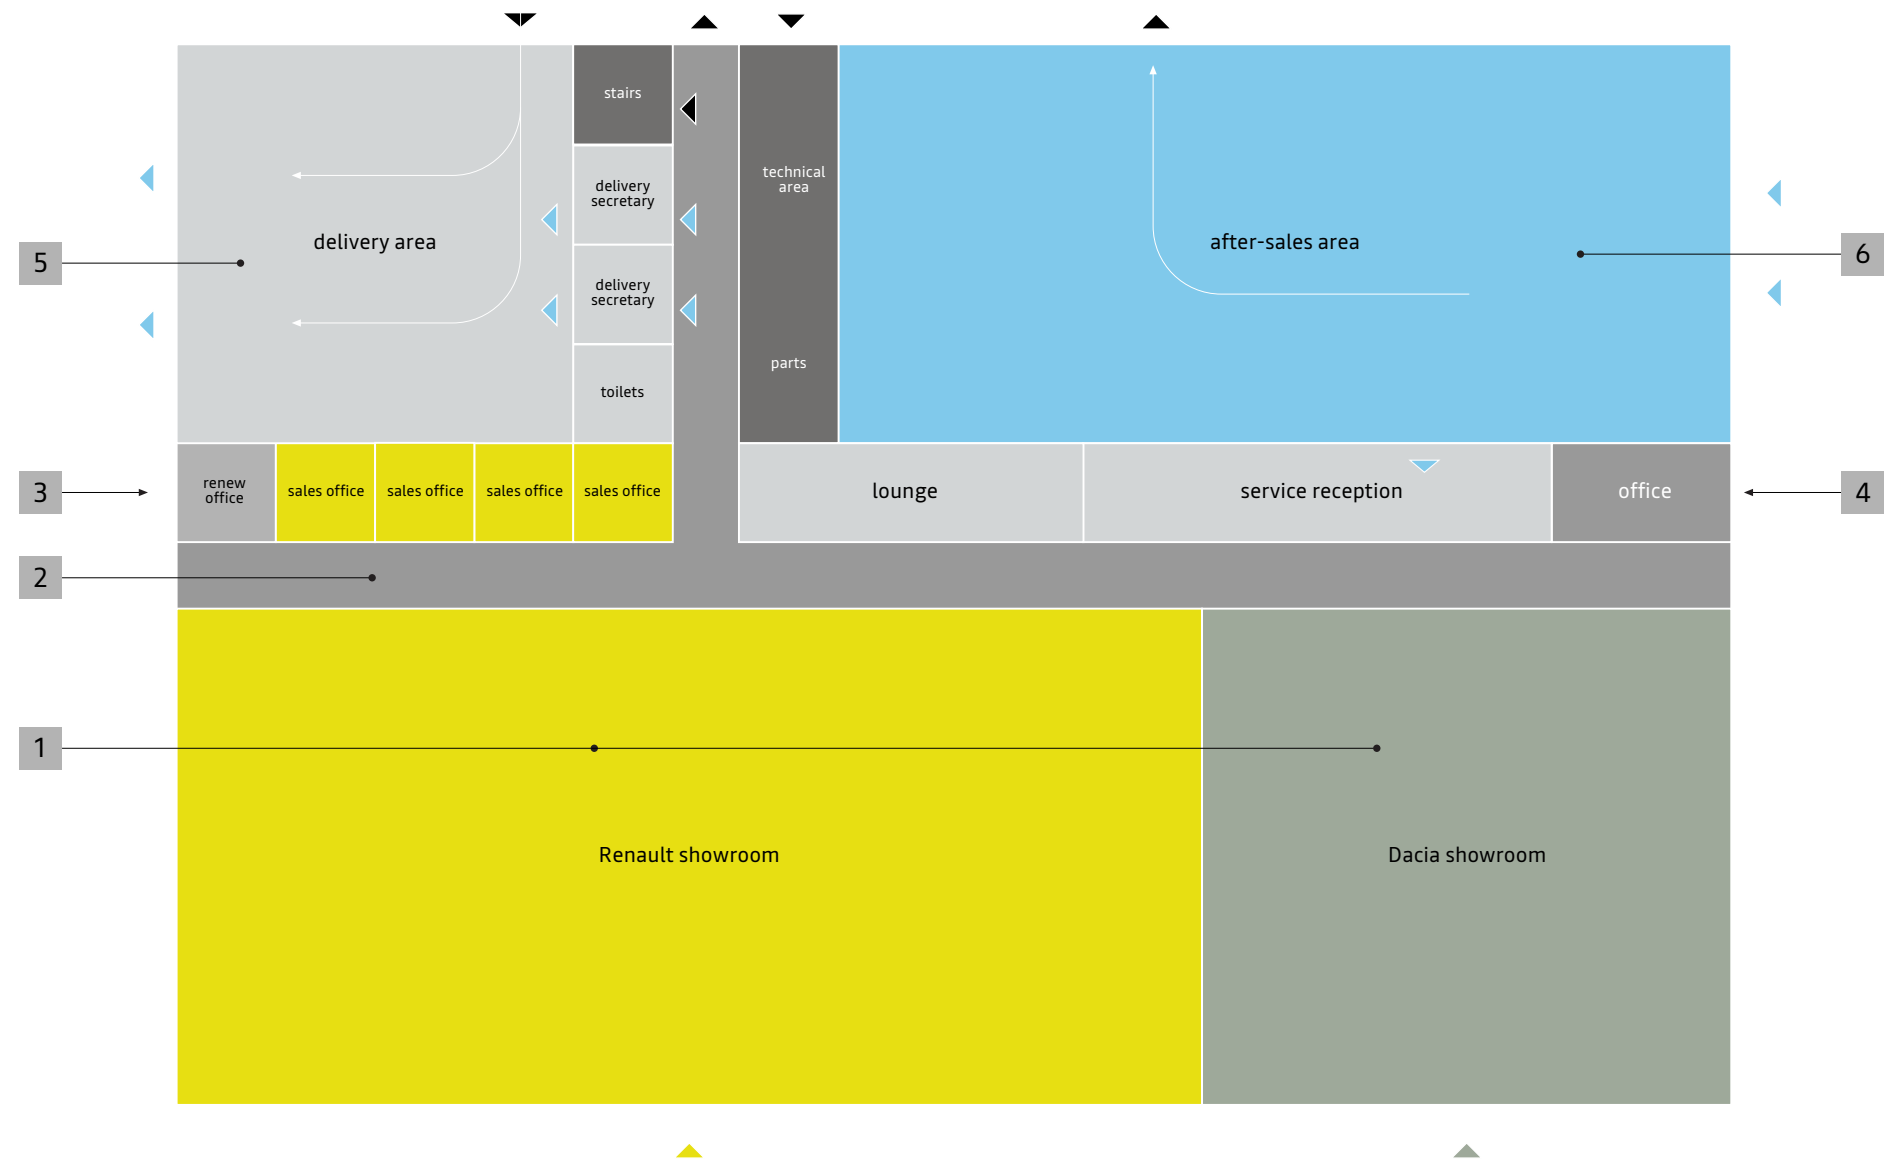 stairs
technical
area
delivery
secretary
delivery area
after-sales area
5
6
delivery
secretary
parts
toilets
3
renew
office
sales office
sales office
sales office
sales office
lounge
service reception
office
4
2
1
Renault showroom
Dacia showroom